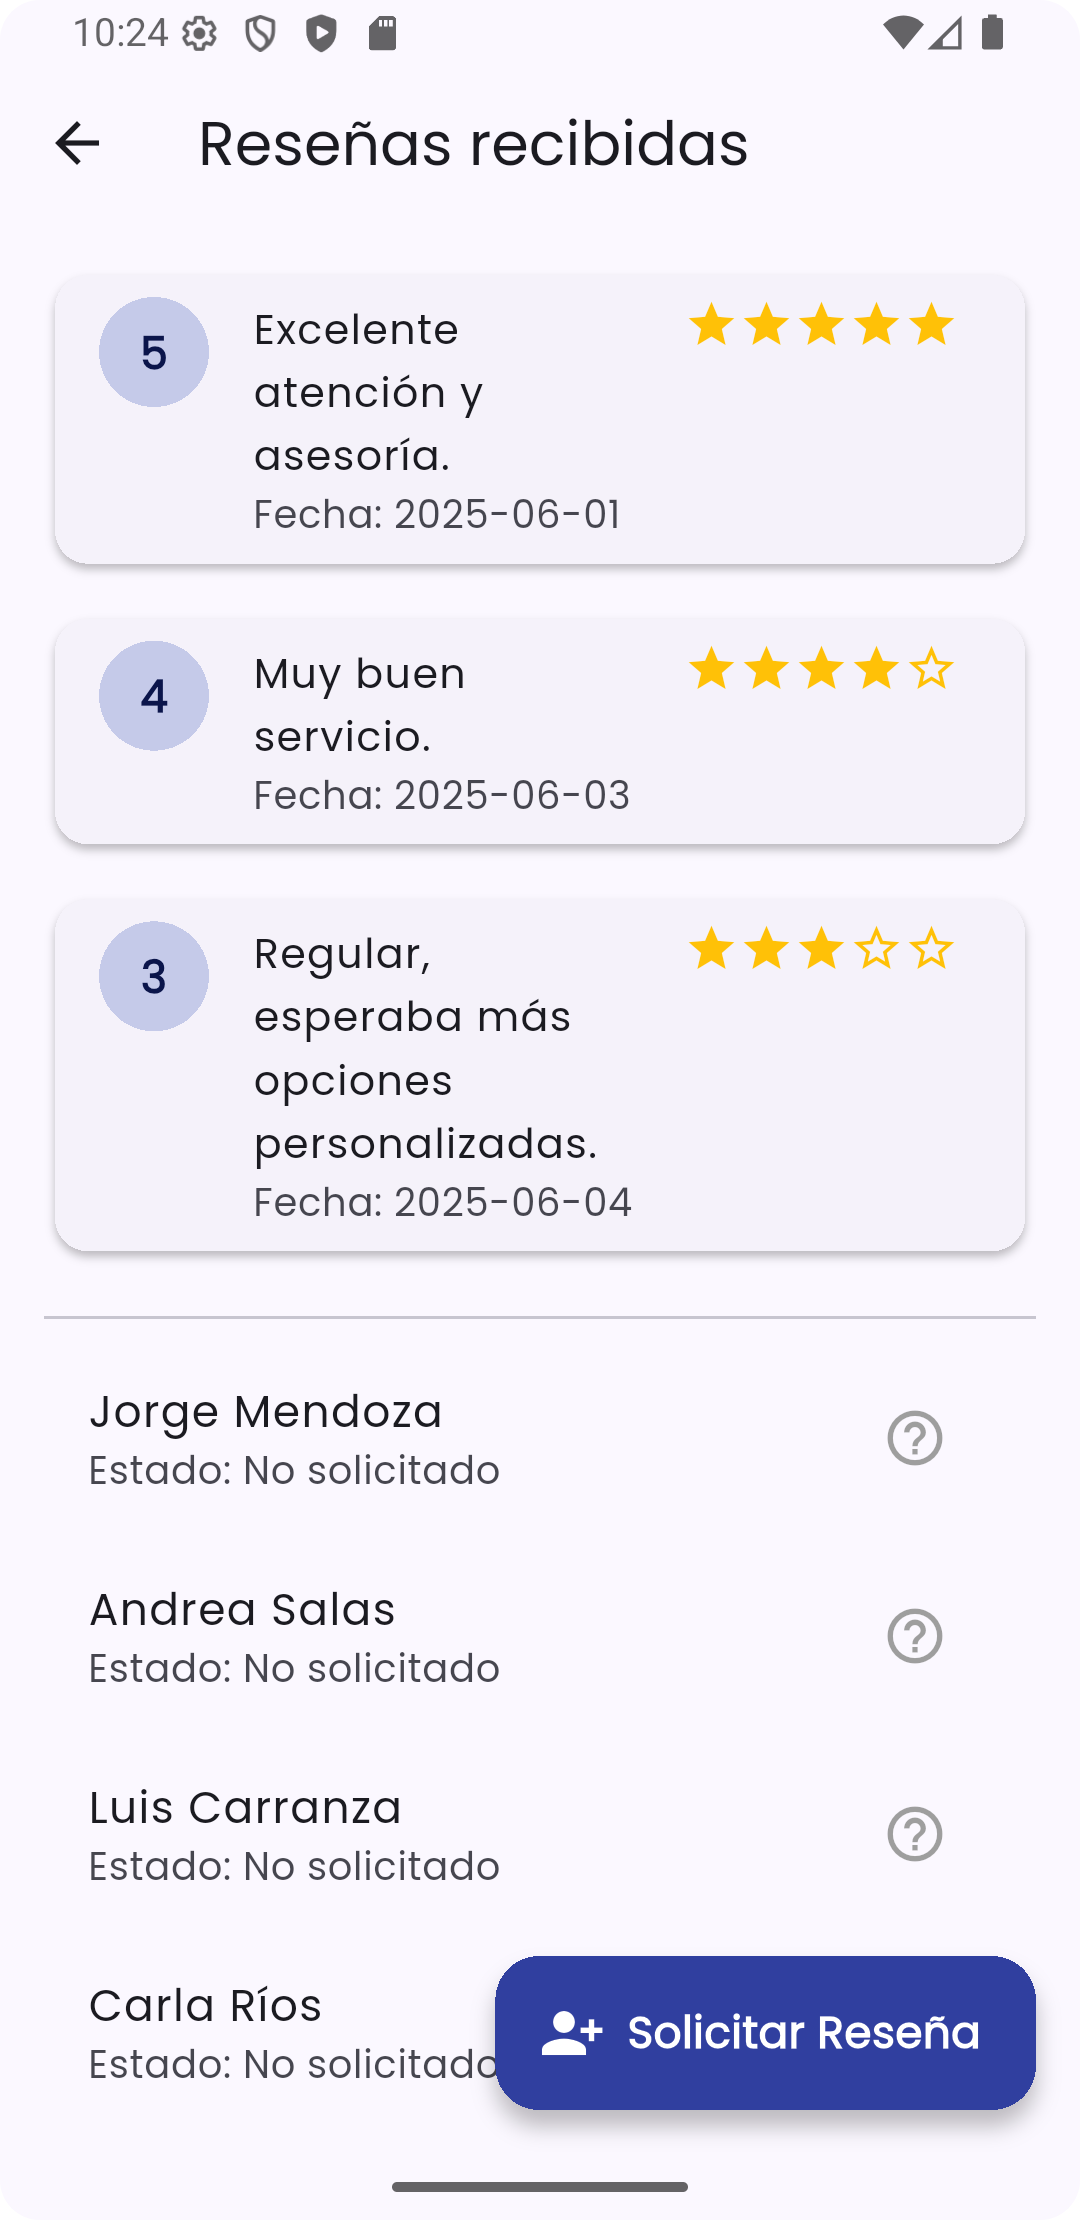 10:24
Reseñas recibidas
5
Excelente
atención y
asesoría.
Fecha: 2025-06-01
4
Muy buen
servicio.
Fecha: 2025-06-03
3
Regular,
esperaba más
opciones
personalizadas.
Fecha: 2025-06-04
Jorge Mendoza
Estado: No solicitado
Andrea Salas
Estado: No solicitado
Luis Carranza
Estado: No solicitado
Carla Ríos
Estado: No solicitado
Solicitar Reseña